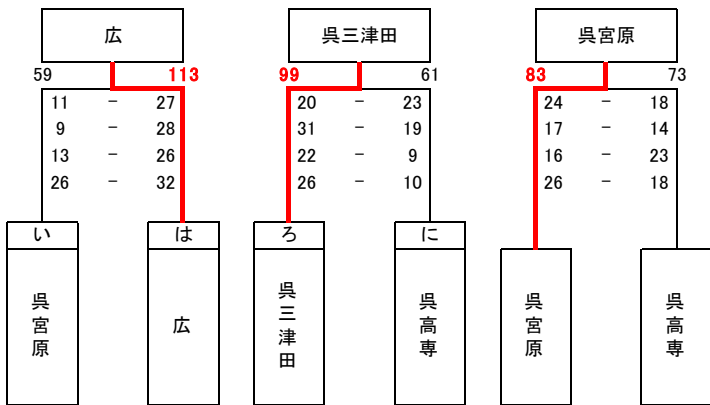 広 呉三津田 呉宮原
59 113 99 61 83 73
11 - 27 20 - 23 24 - 18
9 - 28 31 - 19 17 - 14
13 - 26 22 - 9 16 - 23
26 - 32 26 - 10 26 - 18
い は ろ に
呉宮原 広 呉三津田 呉高専 呉宮原 呉高専